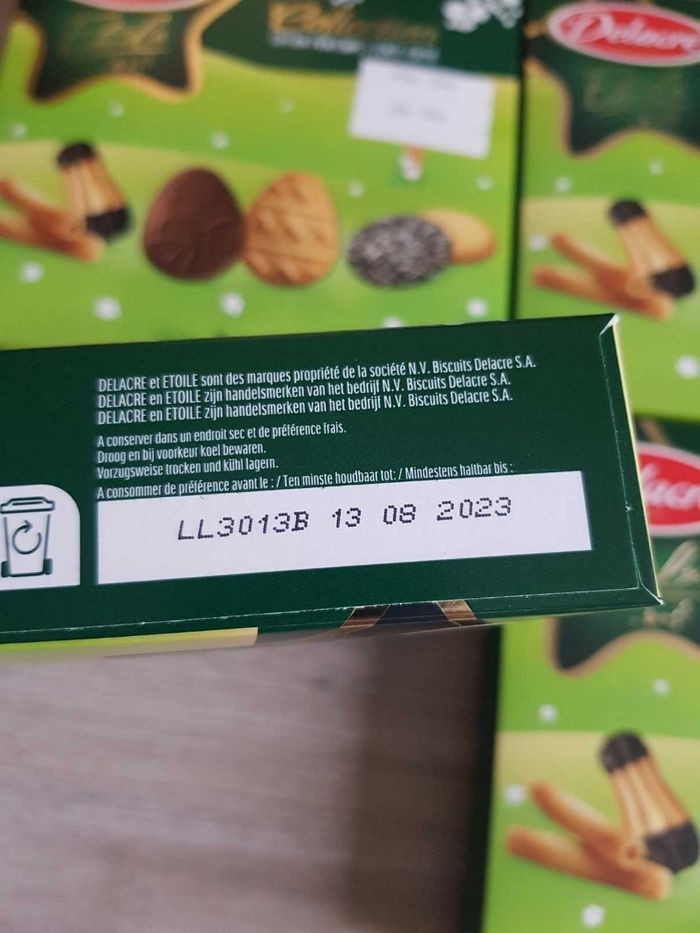 Collection
Delacre
DELACRE et ETOILE sont des marques propriété de la société N.V. Biscuits Delacre S.A.
DELACRE en ETOILE zijn handelsmerken van het bedrijf N.V. Biscuits Delacre S.A.
DELACRE en ETOILE zijn handelsmerken van het bedrijf N.V. Biscuits Delacre S.A.
A conserver dans un endroit sec et de préférence frais.
Droog en bij voorkeur koel bewaren.
Vorzugsweise trocken und kühl lagern.
A consommer de préférence avant le : / Ten minste houdbaar tot: / Mindestens haltbar bis :
LL3013B 13 08 2023